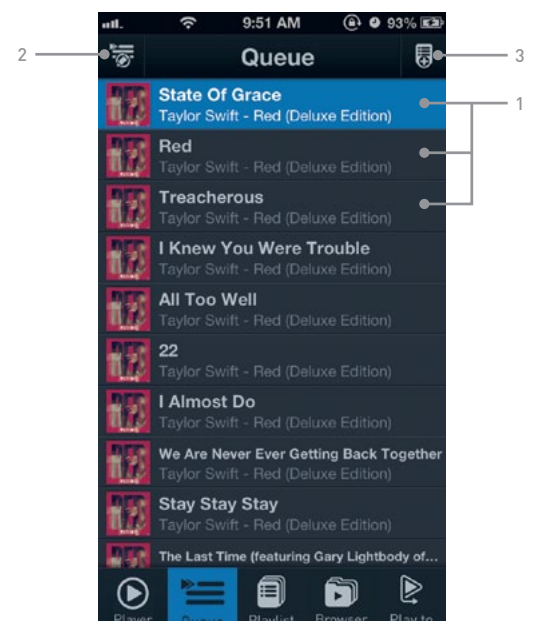 9:51 AM 93%
2
Queue
3
State Of Grace
Taylor Swift - Red (Deluxe Edition)
1
Red
Taylor Swift - Red (Deluxe Edition)
Treacherous
Taylor Swift - Red (Deluxe Edition)
I Knew You Were Trouble
Taylor Swift - Red (Deluxe Edition)
All Too Well
Taylor Swift - Red (Deluxe Edition)
22
Taylor Swift - Red (Deluxe Edition)
I Almost Do
Taylor Swift - Red (Deluxe Edition)
We Are Never Ever Getting Back Together
Taylor Swift - Red (Deluxe Edition)
Stay Stay Stay
Taylor Swift - Red (Deluxe Edition)
The Last Time (featuring Gary Lightbody of...
Player Queue Playlist Browser Play to